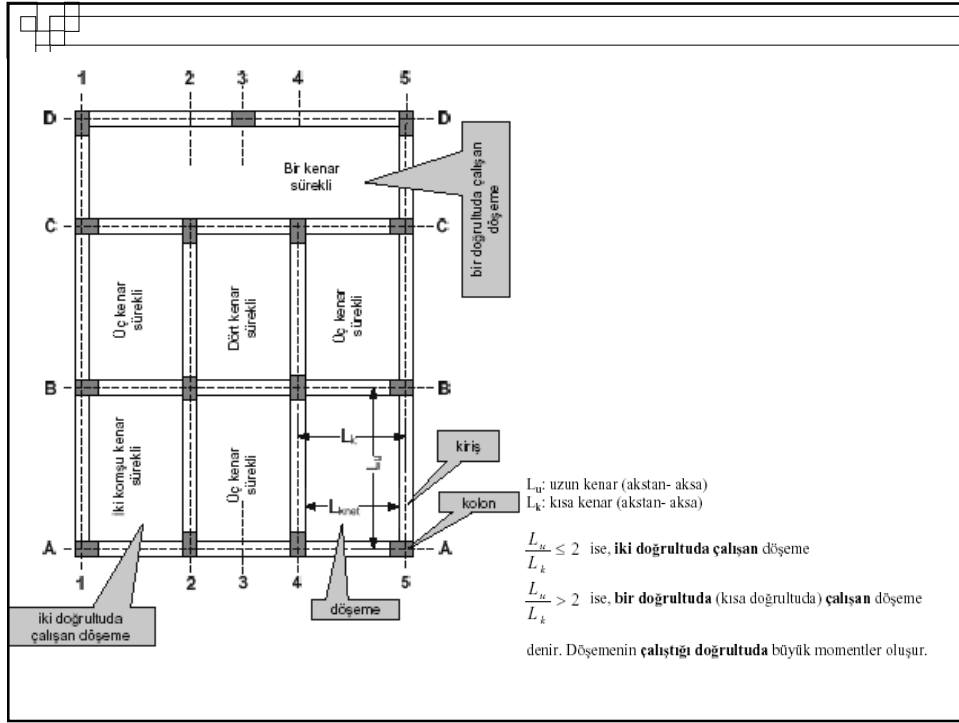 1 2 3 4 5
D D
Bir kenar
sürekli
bir doğrultuda çalışan
döşeme
C C
Üç kenar
sürekli
Dört kenar
sürekli
Üç kenar
sürekli
B B
İki komşu kenar
sürekli
Üç kenar
sürekli
Lk
Lu
Lknet
kiriş
kolon
A A
1 2 3 4 5
iki doğrultuda
çalışan döşeme
döşeme
Lu: uzun kenar (akstan- aksa)
Lk: kısa kenar (akstan- aksa)
Lu/Lk ≤ 2 ise, iki doğrultuda çalışan döşeme
Lu/Lk > 2 ise, bir doğrultuda (kısa doğrultuda) çalışan döşeme
denir. Döşemenin çalıştığı doğrultuda büyük momentler oluşur.